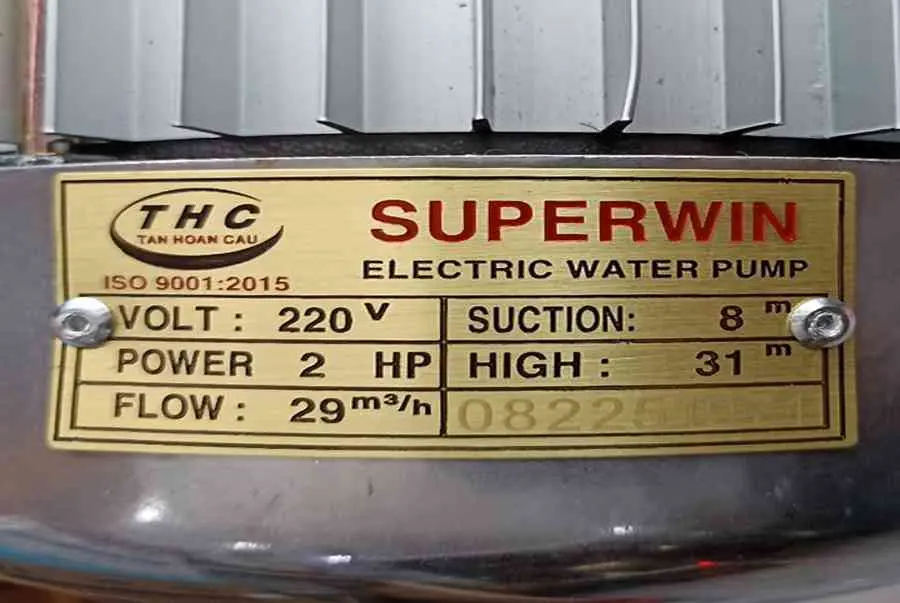 THC
TAN HOAN CAU
ISO 9001:2015
SUPERWIN
ELECTRIC WATER PUMP
VOLT : 220 V
SUCTION: 8 m
POWER 2 HP
HIGH : 31 m
FLOW : 29 m³/h